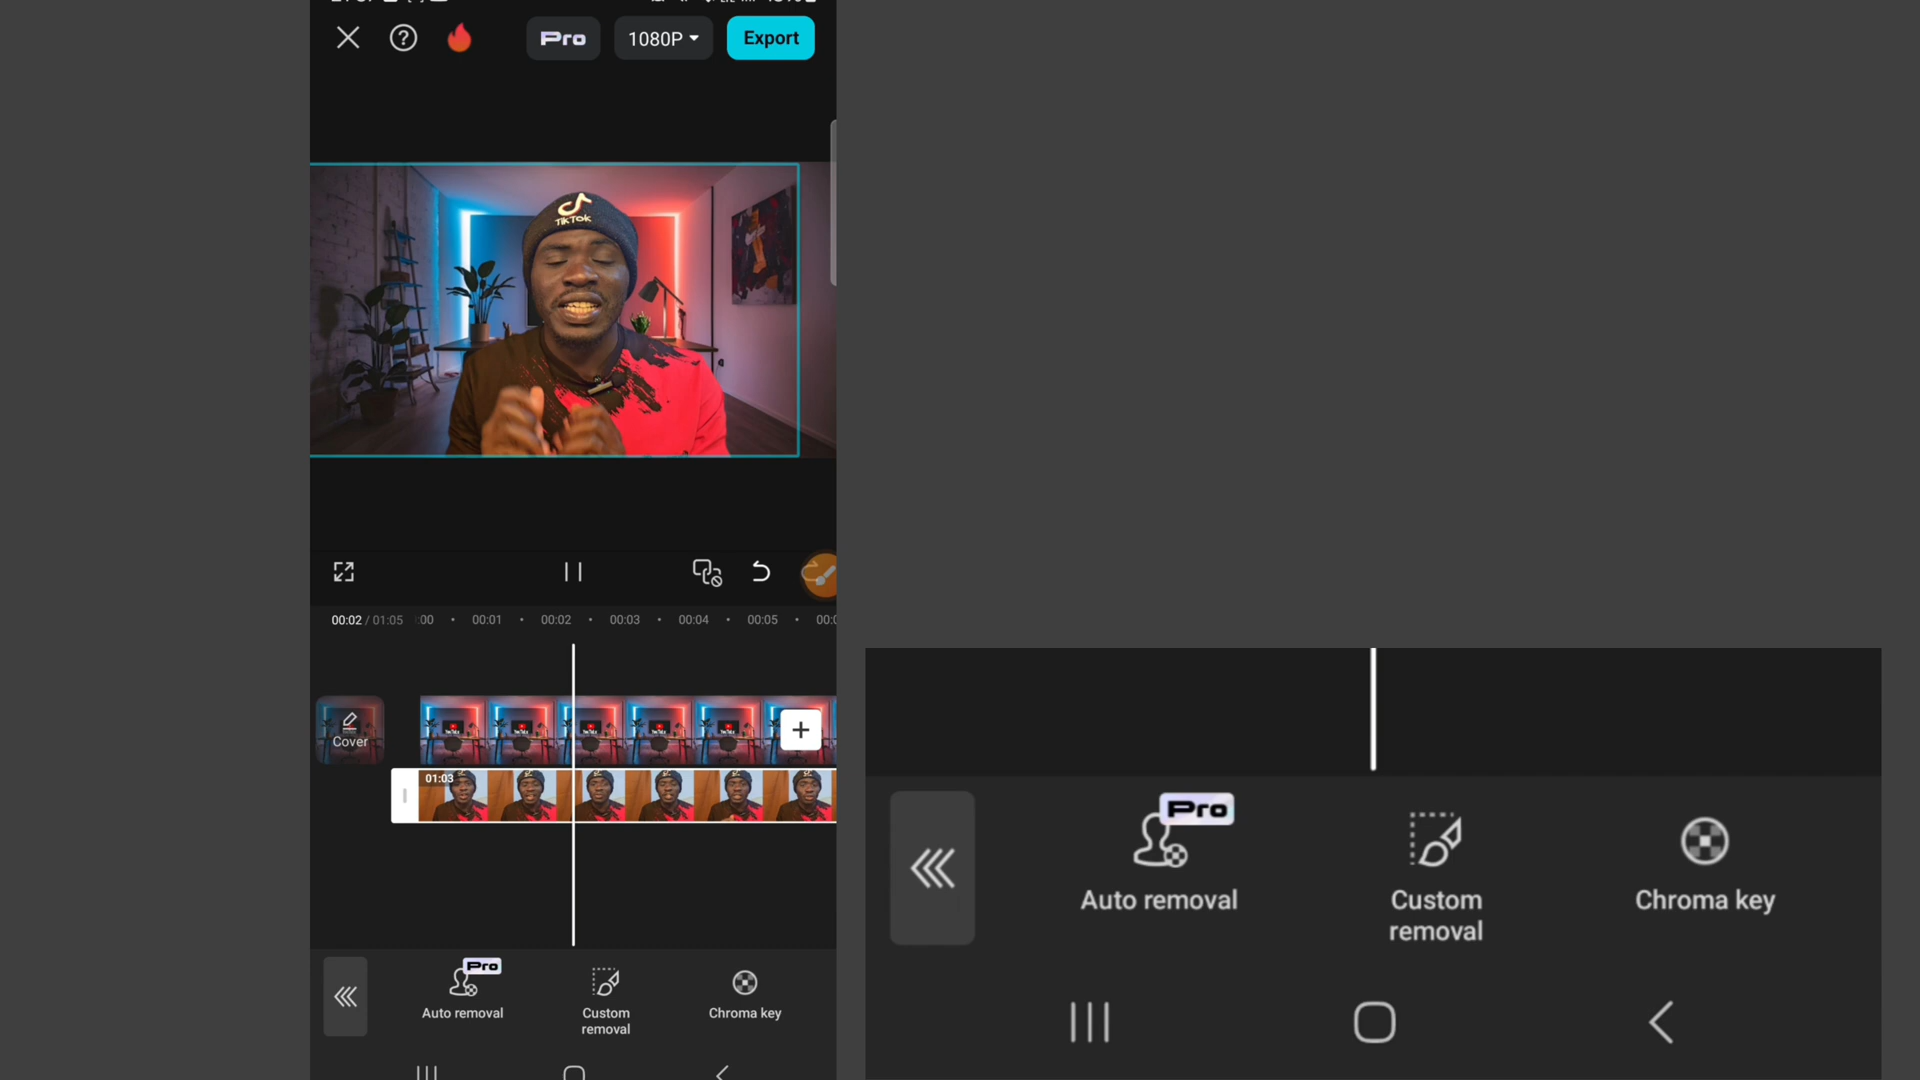 Pro
1080P
Export
TikTok
00:02 / 01:05
:00
00:01
00:02
00:03
00:04
00:05
Cover
01:03
Pro
Auto removal
Custom
removal
Chroma key
Pro
Auto removal
Custom
removal
Chroma key